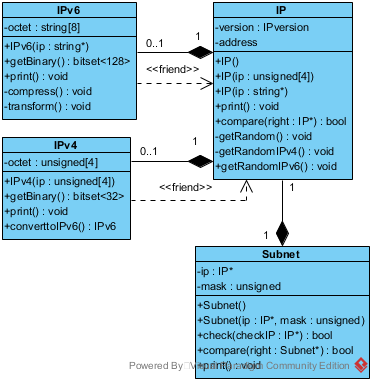 IPv6
-octet : string[8]
+IPv6(ip : string*)
+getBinary() : bitset<128>
+print() : void
-compress() : void
-transform() : void
0..1
1
<<friend>>
IP
-version : IPversion
-address
+IP()
+IP(ip : unsigned[4])
+IP(ip : string*)
+print() : void
+compare(right : IP*) : bool
-getRandom() : void
-getRandomIPv4() : void
+getRandomIPv6() : void
IPv4
-octet : unsigned[4]
+IPv4(ip : unsigned[4])
+getBinary() : bitset<32>
+print() : void
+converttoIPv6() : IPv6
0..1
1
<<friend>>
1
1
Subnet
-ip : IP*
-mask : unsigned
+Subnet()
+Subnet(ip : IP*, mask : unsigned)
+check(checkIP : IP*) : bool
+compare(right : Subnet*) : bool
+print() : void
Powered By Visual Paradigm Community Edition